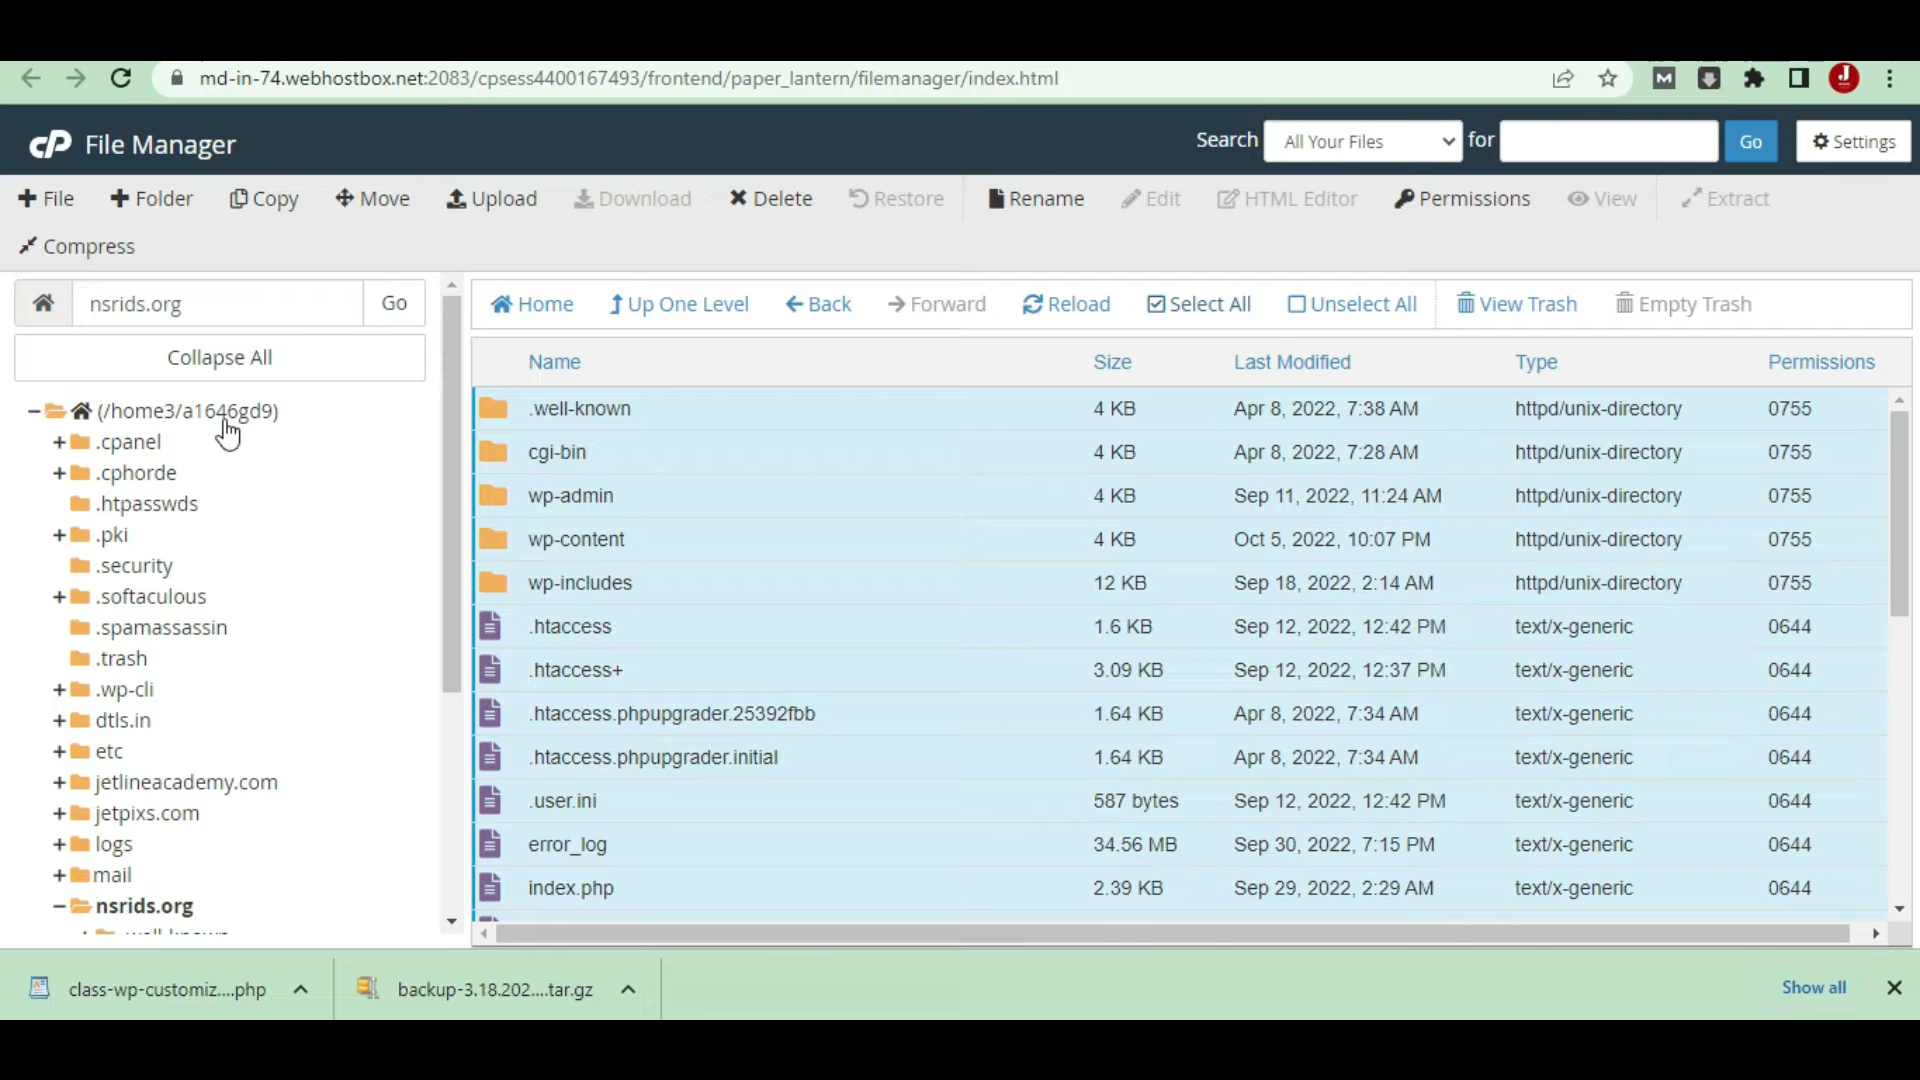 md-in-74.webhostbox.net:2083/cpsess4400167493/frontend/paper_lantern/filemanager/index.html
M
J
cP File Manager
Search All Your Files for Go Settings
File Folder Copy Move Upload Download Delete Restore Rename Edit HTML Editor Permissions View Extract
Compress
nsrids.org Go
Home Up One Level Back Forward Reload Select All Unselect All View Trash Empty Trash
Collapse All
(/home3/a1646gd9)
.cpanel
.cphorde
.htpasswds
.pki
.security
.softaculous
.spamassassin
.trash
.wp-cli
dtls.in
etc
jetlineacademy.com
jetpixs.com
logs
mail
nsrids.org
Name Size Last Modified Type Permissions
.well-known 4 KB Apr 8, 2022, 7:38 AM httpd/unix-directory 0755
cgi-bin 4 KB Apr 8, 2022, 7:28 AM httpd/unix-directory 0755
wp-admin 4 KB Sep 11, 2022, 11:24 AM httpd/unix-directory 0755
wp-content 4 KB Oct 5, 2022, 10:07 PM httpd/unix-directory 0755
wp-includes 12 KB Sep 18, 2022, 2:14 AM httpd/unix-directory 0755
.htaccess 1.6 KB Sep 12, 2022, 12:42 PM text/x-generic 0644
.htaccess+ 3.09 KB Sep 12, 2022, 12:37 PM text/x-generic 0644
.htaccess.phpupgrader.25392fbb 1.64 KB Apr 8, 2022, 7:34 AM text/x-generic 0644
.htaccess.phpupgrader.initial 1.64 KB Apr 8, 2022, 7:34 AM text/x-generic 0644
.user.ini 587 bytes Sep 12, 2022, 12:42 PM text/x-generic 0644
error_log 34.56 MB Sep 30, 2022, 7:15 PM text/x-generic 0644
index.php 2.39 KB Sep 29, 2022, 2:29 AM text/x-generic 0644
class-wp-customiz....php backup-3.18.202....tar.gz Show all